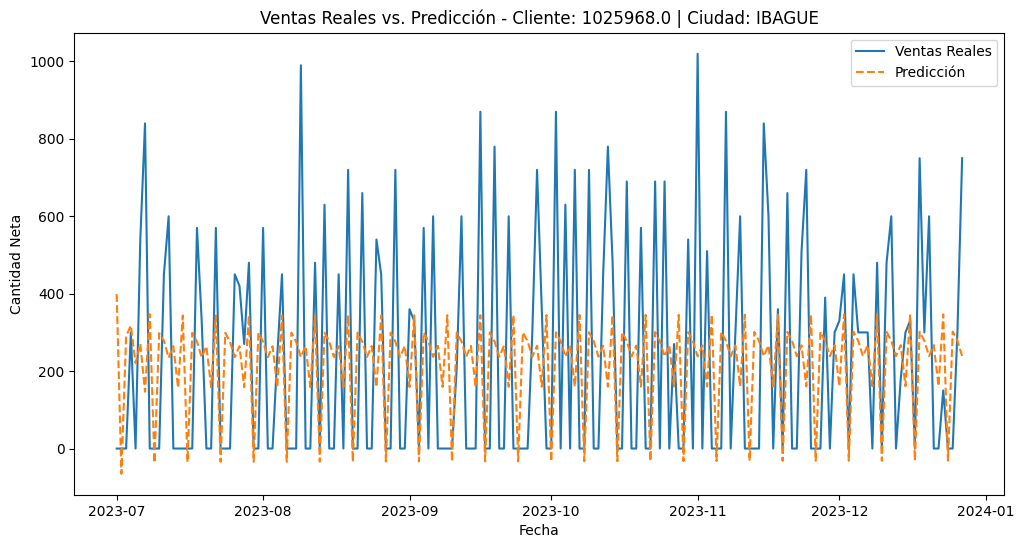 Ventas Reales vs. Predicción - Cliente: 1025968.0 | Ciudad: IBAGUE
Ventas Reales
Predicción
Cantidad Neta
1000
800
600
400
200
0
2023-07
2023-08
2023-09
2023-10
2023-11
2023-12
2024-01
Fecha